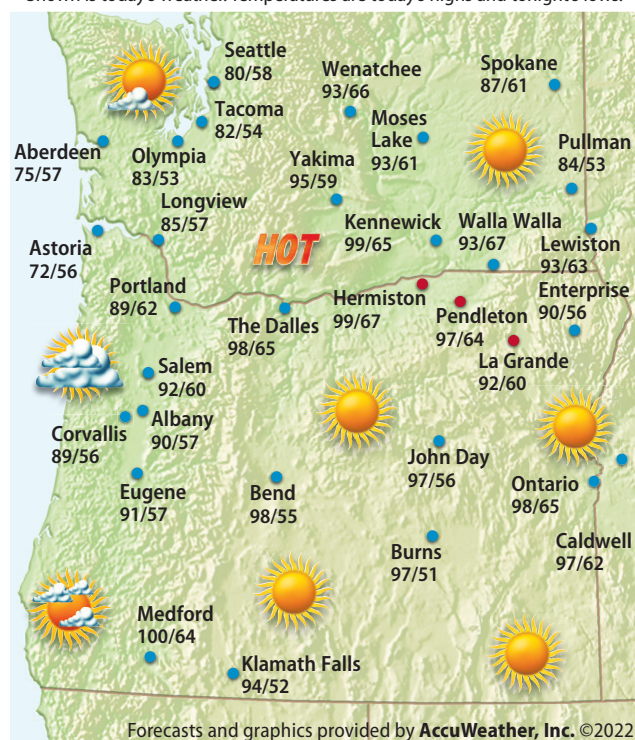 Shown is today's weather. Temperatures are today's highs and tonight's lows.
Seattle
80/58
Wenatchee
93/66
Spokane
87/61
Tacoma
82/54
Moses
Lake
93/61
Aberdeen
75/57
Olympia
83/53
Yakima
95/59
Pullman
84/53
Longview
85/57
Kennewick
99/65
Walla Walla
93/67
Lewiston
93/63
Astoria
72/56
HOT
Portland
89/62
The Dalles
98/65
Hermiston
99/67
Pendleton
97/64
Enterprise
90/56
La Grande
92/60
Salem
92/60
Corvallis
89/56
Albany
90/57
John Day
97/56
Eugene
91/57
Bend
98/55
Ontario
98/65
Burns
97/51
Caldwell
97/62
Medford
100/64
Klamath Falls
94/52
Forecasts and graphics provided by AccuWeather, Inc. ©2022